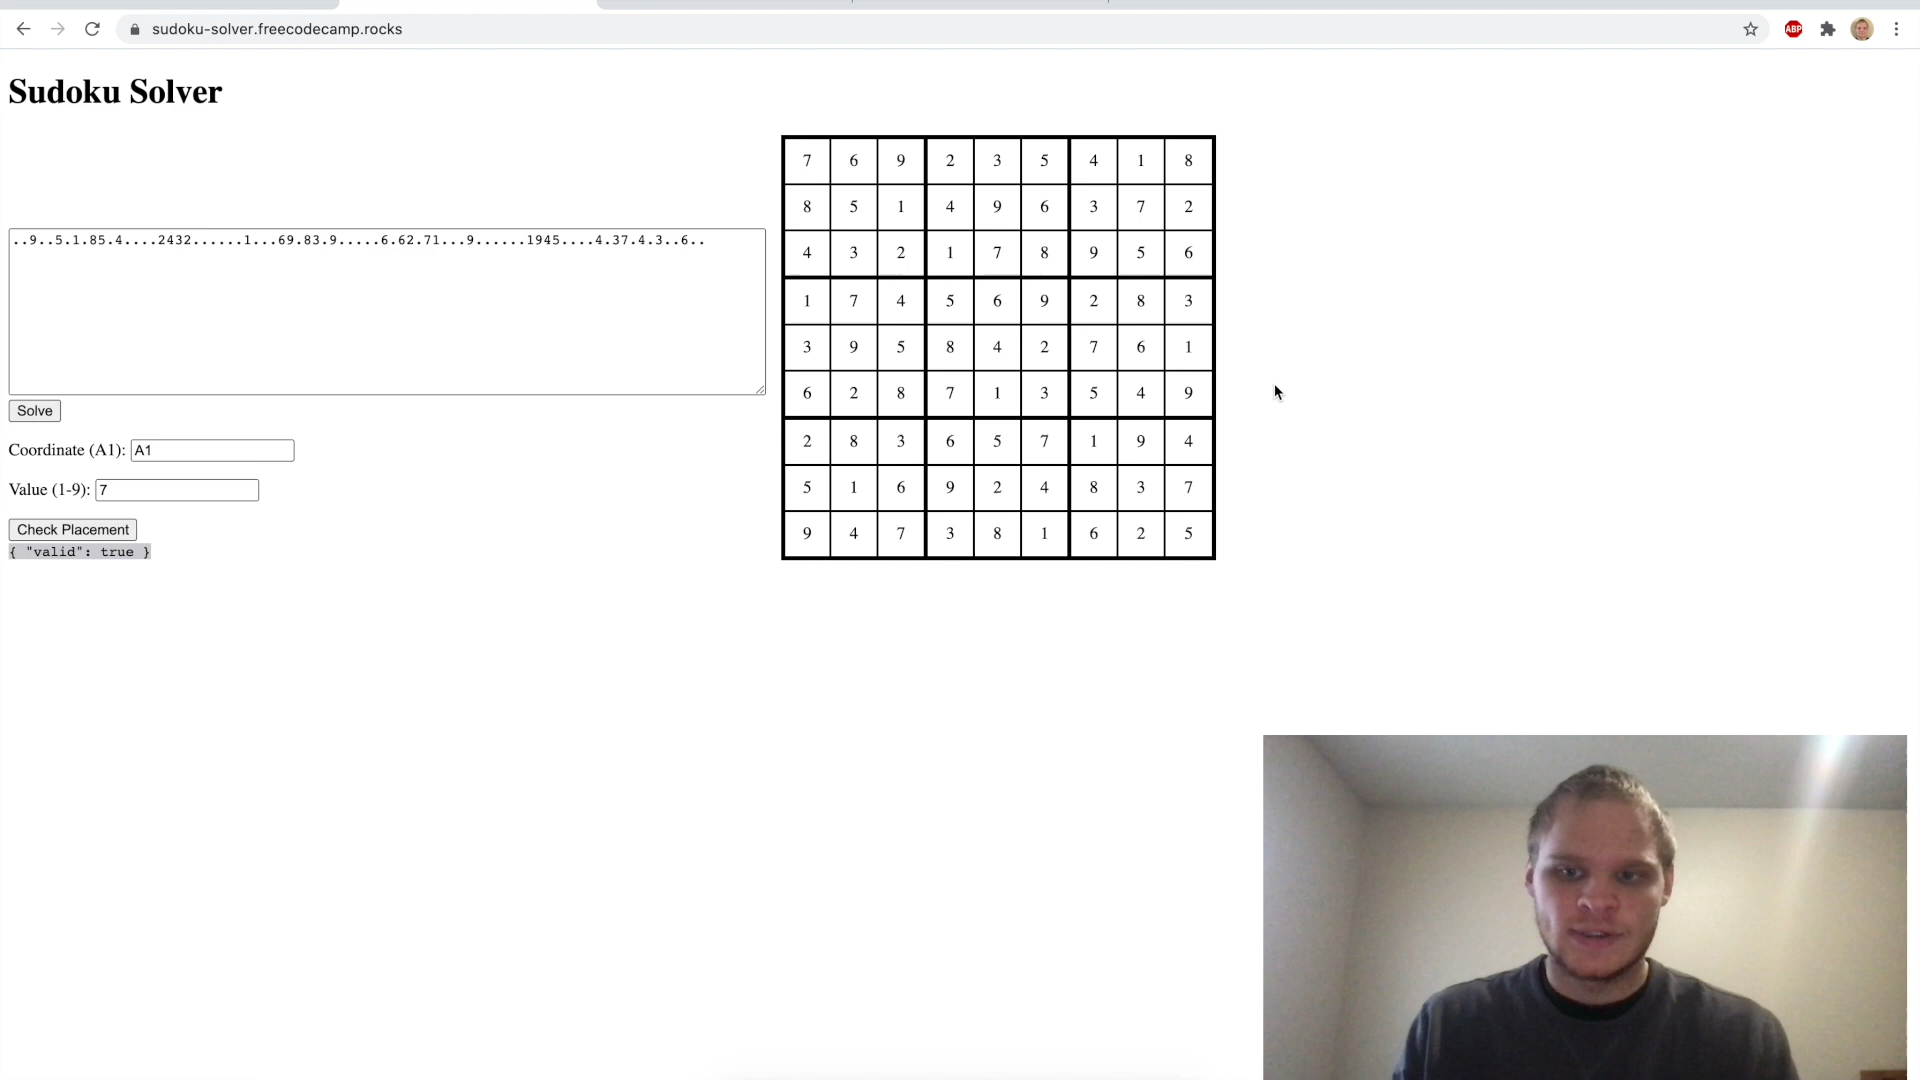 sudoku-solver.freecodecamp.rocks
ABP
Sudoku Solver
..9..5.1.85.4....2432......1...69.83.9.....6.62.71...9......1945....4.37.4.3..6..
Solve
Coordinate (A1): A1
Value (1-9): 7
Check Placement
{ "valid": true }
7 6 9 2 3 5 4 1 8
8 5 1 4 9 6 3 7 2
4 3 2 1 7 8 9 5 6
1 7 4 5 6 9 2 8 3
3 9 5 8 4 2 7 6 1
6 2 8 7 1 3 5 4 9
2 8 3 6 5 7 1 9 4
5 1 6 9 2 4 8 3 7
9 4 7 3 8 1 6 2 5